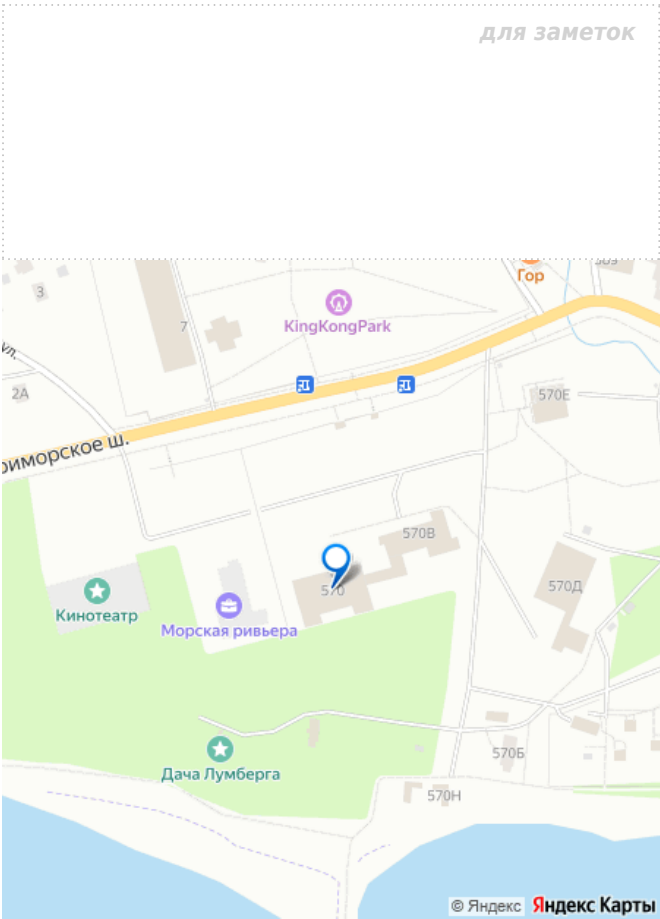 для заметок
Гор
3
7
KingKongPark
ул.
2А
570Е
риморское ш.
570В
570
570Д
Кинотеатр
Морская ривьера
570Б
Дача Лумберга
570Н
© Яндекс Яндекс Карты